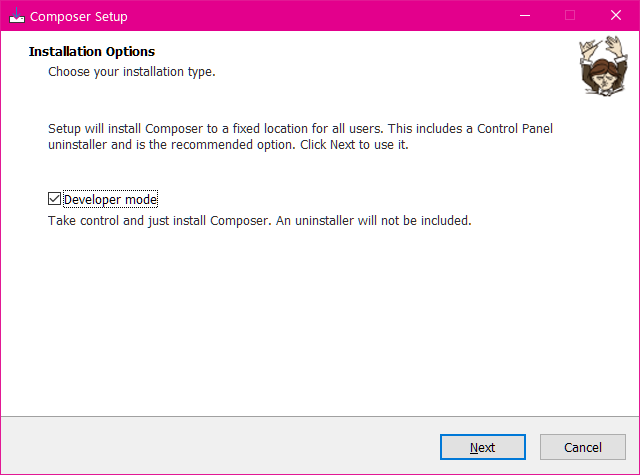 Composer Setup
Installation Options
Choose your installation type.
Setup will install Composer to a fixed location for all users. This includes a Control Panel
uninstaller and is the recommended option. Click Next to use it.
Developer mode
Take control and just install Composer. An uninstaller will not be included.
Next
Cancel